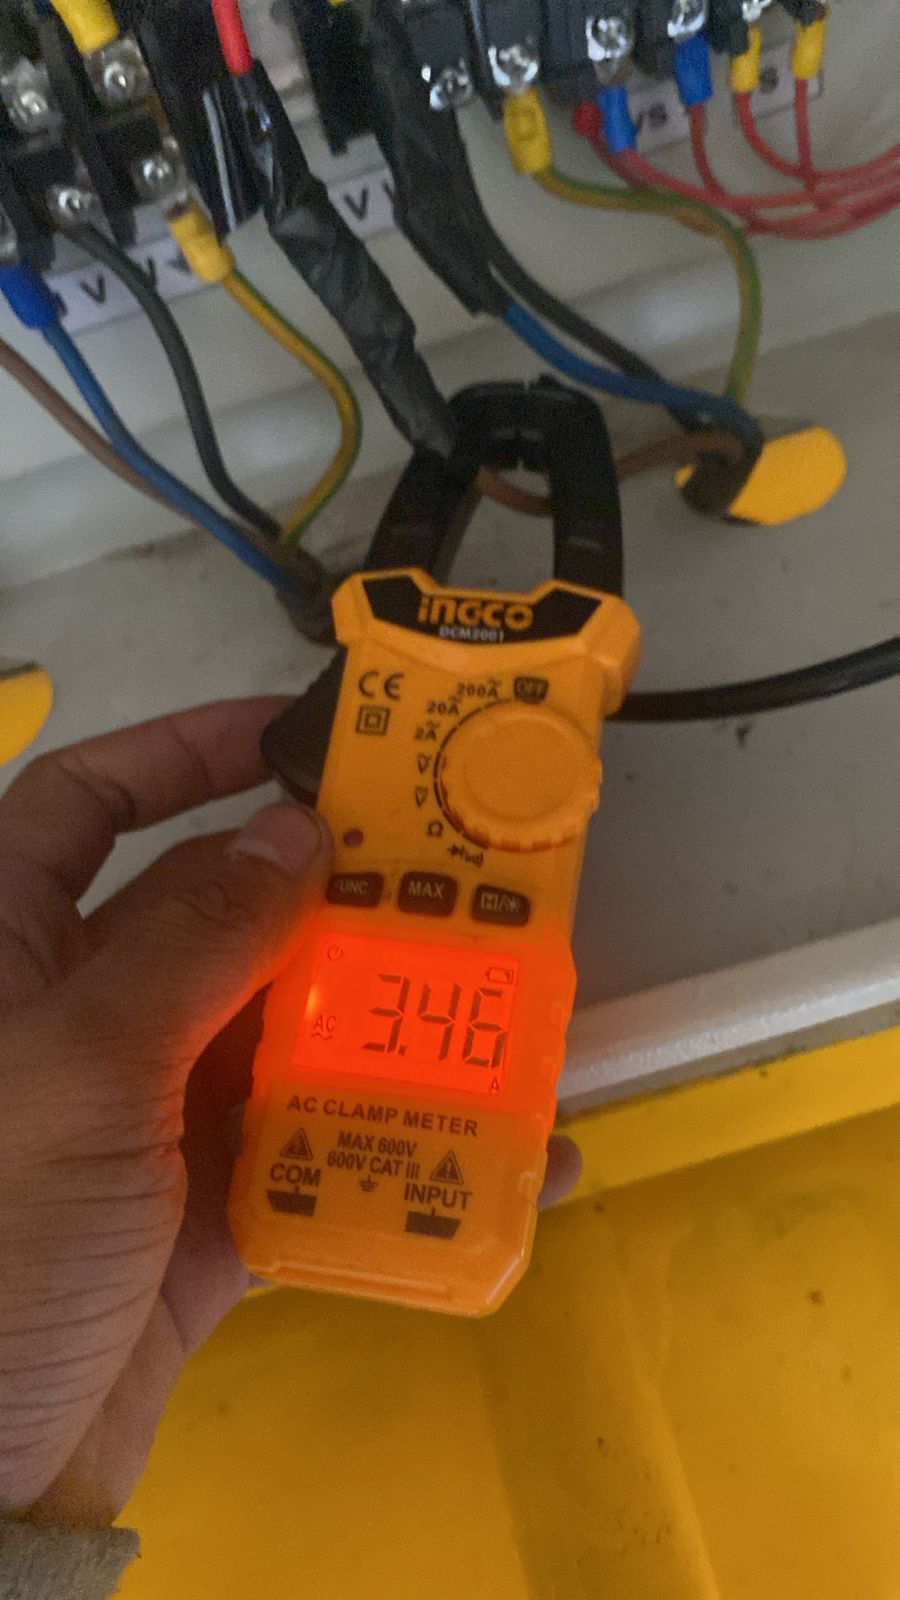 V
V
V
VS
S
INGCO
DCM2001
CE
OFF
200A
20A
2A
V
V
Ω
FUNC
MAX
H/☀
AC
3.46
A
AC CLAMP METER
MAX 600V
600V CAT III
COM
INPUT